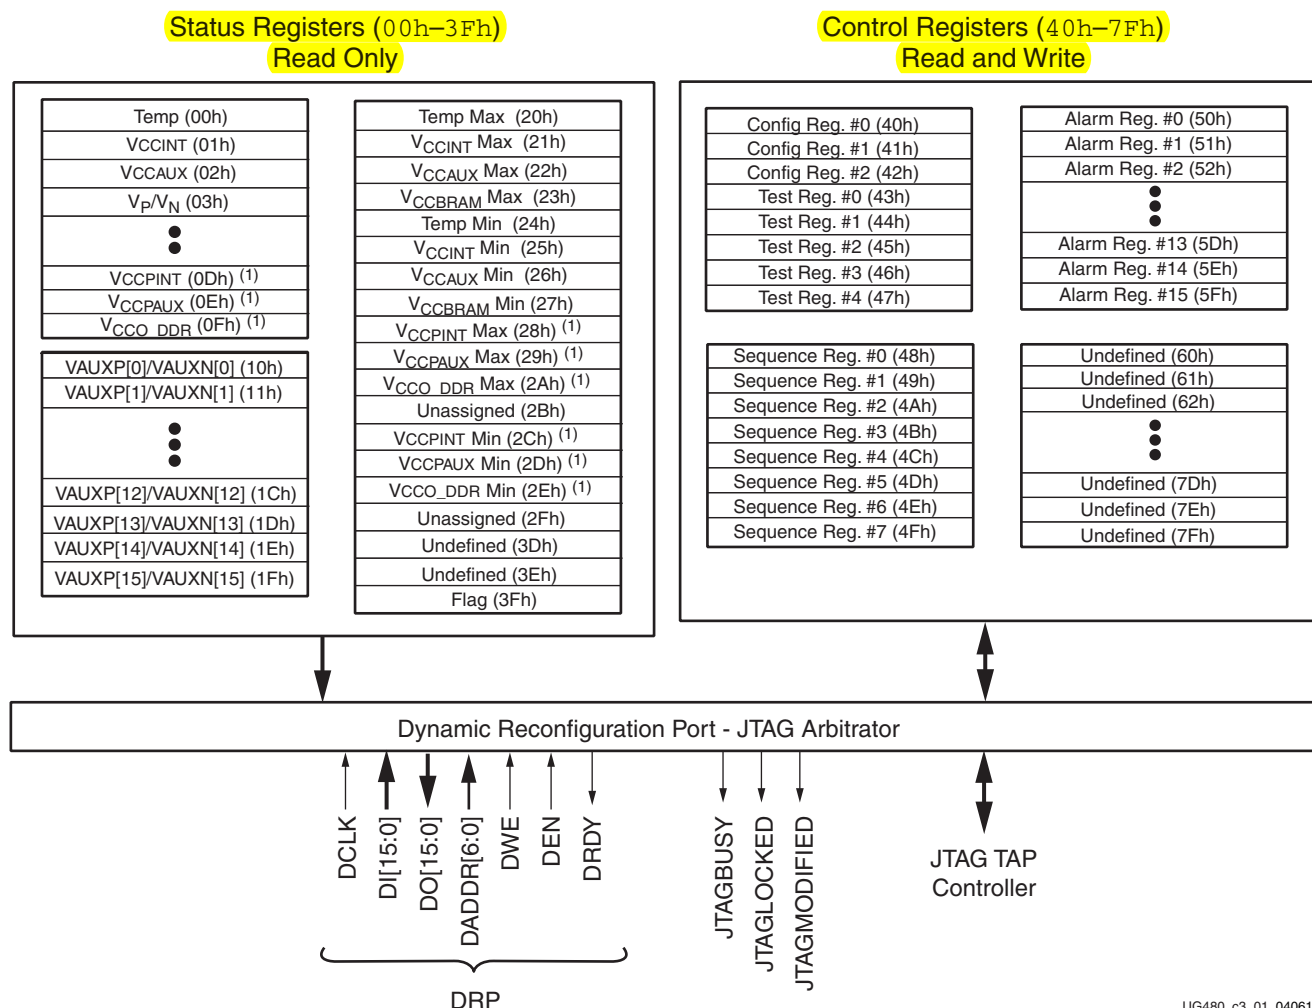 Status Registers (00h–3Fh)
Read Only
Control Registers (40h–7Fh)
Read and Write
Temp (00h)
VCCINT (01h)
VCCAUX (02h)
VP/VN (03h)
VCCPINT (0Dh) (1)
VCCPAUX (0Eh) (1)
VCCO_DDR (0Fh) (1)
VAUXP[0]/VAUXN[0] (10h)
VAUXP[1]/VAUXN[1] (11h)
VAUXP[12]/VAUXN[12] (1Ch)
VAUXP[13]/VAUXN[13] (1Dh)
VAUXP[14]/VAUXN[14] (1Eh)
VAUXP[15]/VAUXN[15] (1Fh)
Temp Max (20h)
VCCINT Max (21h)
VCCAUX Max (22h)
VCCBRAM Max (23h)
Temp Min (24h)
VCCINT Min (25h)
VCCAUX Min (26h)
VCCBRAM Min (27h)
VCCPINT Max (28h) (1)
VCCPAUX Max (29h) (1)
VCCO_DDR Max (2Ah) (1)
Unassigned (2Bh)
VCCPINT Min (2Ch) (1)
VCCPAUX Min (2Dh) (1)
VCCO_DDR Min (2Eh) (1)
Unassigned (2Fh)
Undefined (3Dh)
Undefined (3Eh)
Flag (3Fh)
Config Reg. #0 (40h)
Config Reg. #1 (41h)
Config Reg. #2 (42h)
Test Reg. #0 (43h)
Test Reg. #1 (44h)
Test Reg. #2 (45h)
Test Reg. #3 (46h)
Test Reg. #4 (47h)
Sequence Reg. #0 (48h)
Sequence Reg. #1 (49h)
Sequence Reg. #2 (4Ah)
Sequence Reg. #3 (4Bh)
Sequence Reg. #4 (4Ch)
Sequence Reg. #5 (4Dh)
Sequence Reg. #6 (4Eh)
Sequence Reg. #7 (4Fh)
Alarm Reg. #0 (50h)
Alarm Reg. #1 (51h)
Alarm Reg. #2 (52h)
Alarm Reg. #13 (5Dh)
Alarm Reg. #14 (5Eh)
Alarm Reg. #15 (5Fh)
Undefined (60h)
Undefined (61h)
Undefined (62h)
Undefined (7Dh)
Undefined (7Eh)
Undefined (7Fh)
Dynamic Reconfiguration Port - JTAG Arbitrator
DCLK
DI[15:0]
DO[15:0]
DADDR[6:0]
DWE
DEN
DRDY
JTAGBUSY
JTAGLOCKED
JTAGMODIFIED
JTAG TAP
Controller
DRP
UG480_c3_01_04061